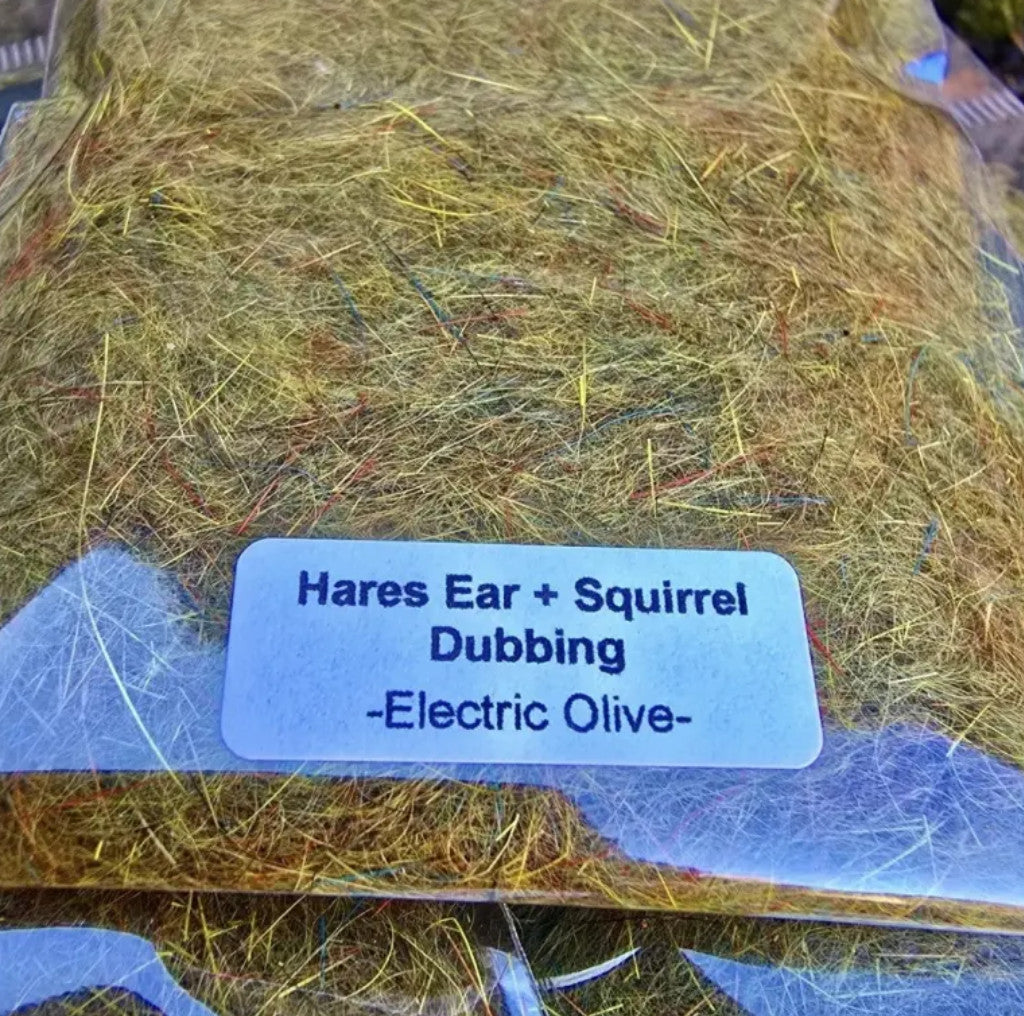 Hares Ear + Squirrel
Dubbing
-Electric Olive-